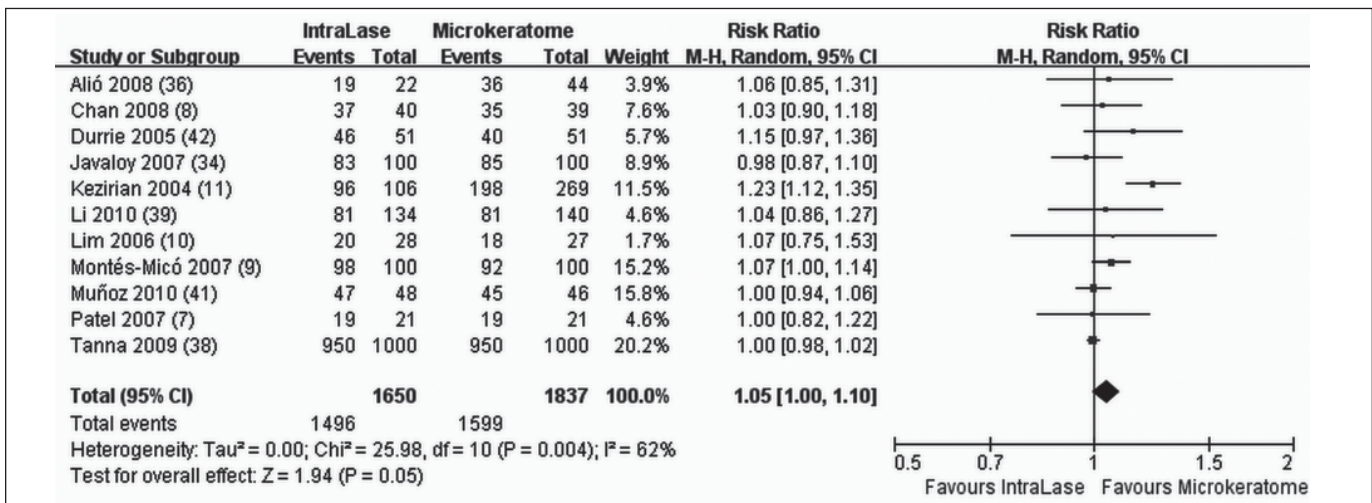 IntraLase Microkeratome Risk Ratio Risk Ratio
Study or Subgroup Events Total Events Total Weight M-H, Random, 95% CI M-H, Random, 95% CI
Alió 2008 (36) 19 22 36 44 3.9% 1.06 [0.85, 1.31]
Chan 2008 (8) 37 40 35 39 7.6% 1.03 [0.90, 1.18]
Durrie 2005 (42) 46 51 40 51 5.7% 1.15 [0.97, 1.36]
Javaloy 2007 (34) 83 100 85 100 8.9% 0.98 [0.87, 1.10]
Kezirian 2004 (11) 96 106 198 269 11.5% 1.23 [1.12, 1.35]
Li 2010 (39) 81 134 81 140 4.6% 1.04 [0.86, 1.27]
Lim 2006 (10) 20 28 18 27 1.7% 1.07 [0.75, 1.53]
Montés-Micó 2007 (9) 98 100 92 100 15.2% 1.07 [1.00, 1.14]
Muñoz 2010 (41) 47 48 45 46 15.8% 1.00 [0.94, 1.06]
Patel 2007 (7) 19 21 19 21 4.6% 1.00 [0.82, 1.22]
Tanna 2009 (38) 950 1000 950 1000 20.2% 1.00 [0.98, 1.02]
Total (95% CI) 1650 1837 100.0% 1.05 [1.00, 1.10]
Total events 1496 1599
Heterogeneity: Tau² = 0.00; Chi² = 25.98, df = 10 (P = 0.004); I² = 62%
Test for overall effect: Z = 1.94 (P = 0.05)
0.5 0.7 1 1.5 2
Favours IntraLase Favours Microkeratome